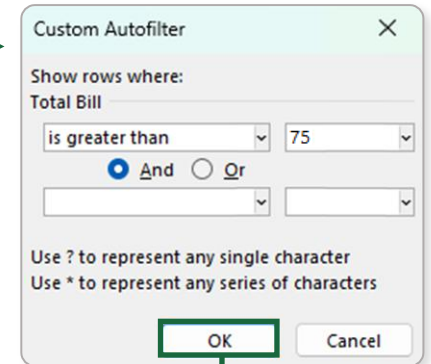 Custom Autofilter
Show rows where:
Total Bill
is greater than 75
And Or
Use ? to represent any single character
Use * to represent any series of characters
OK Cancel